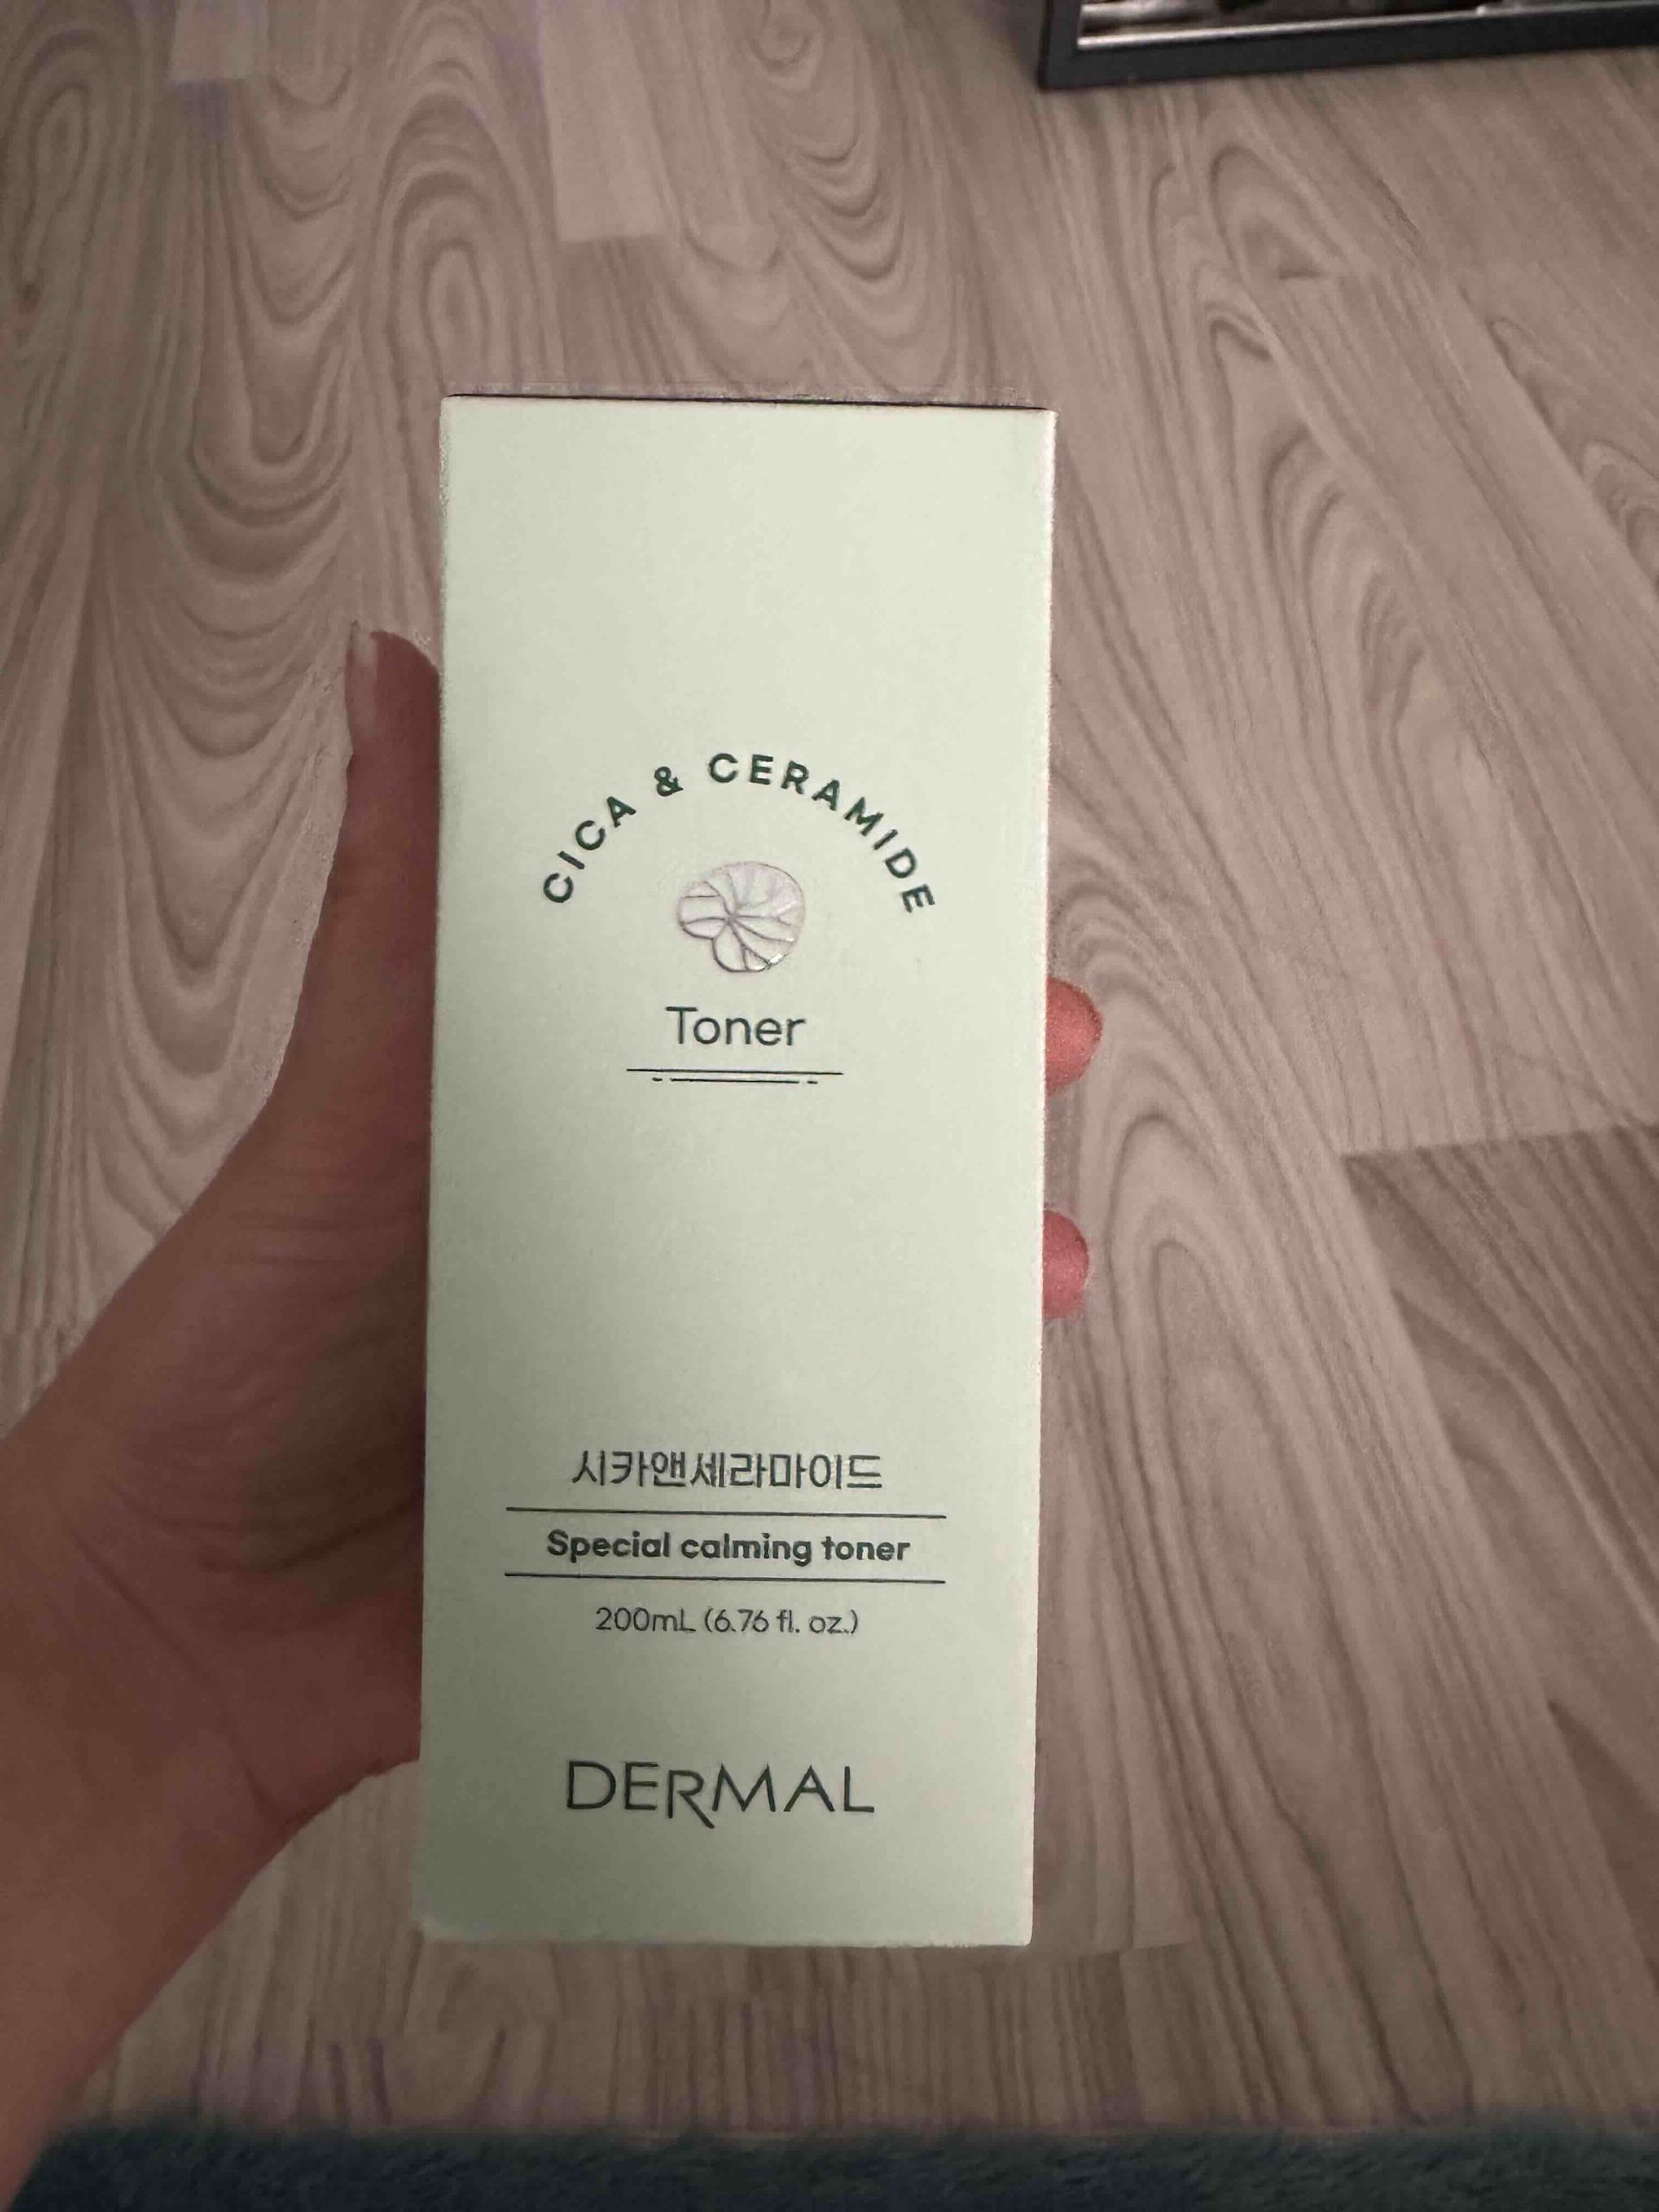 CICA & CERAMIDE
Toner
시카앤세라마이드
Special calming toner
200mL (6.76 fl. oz.)
DERMAL